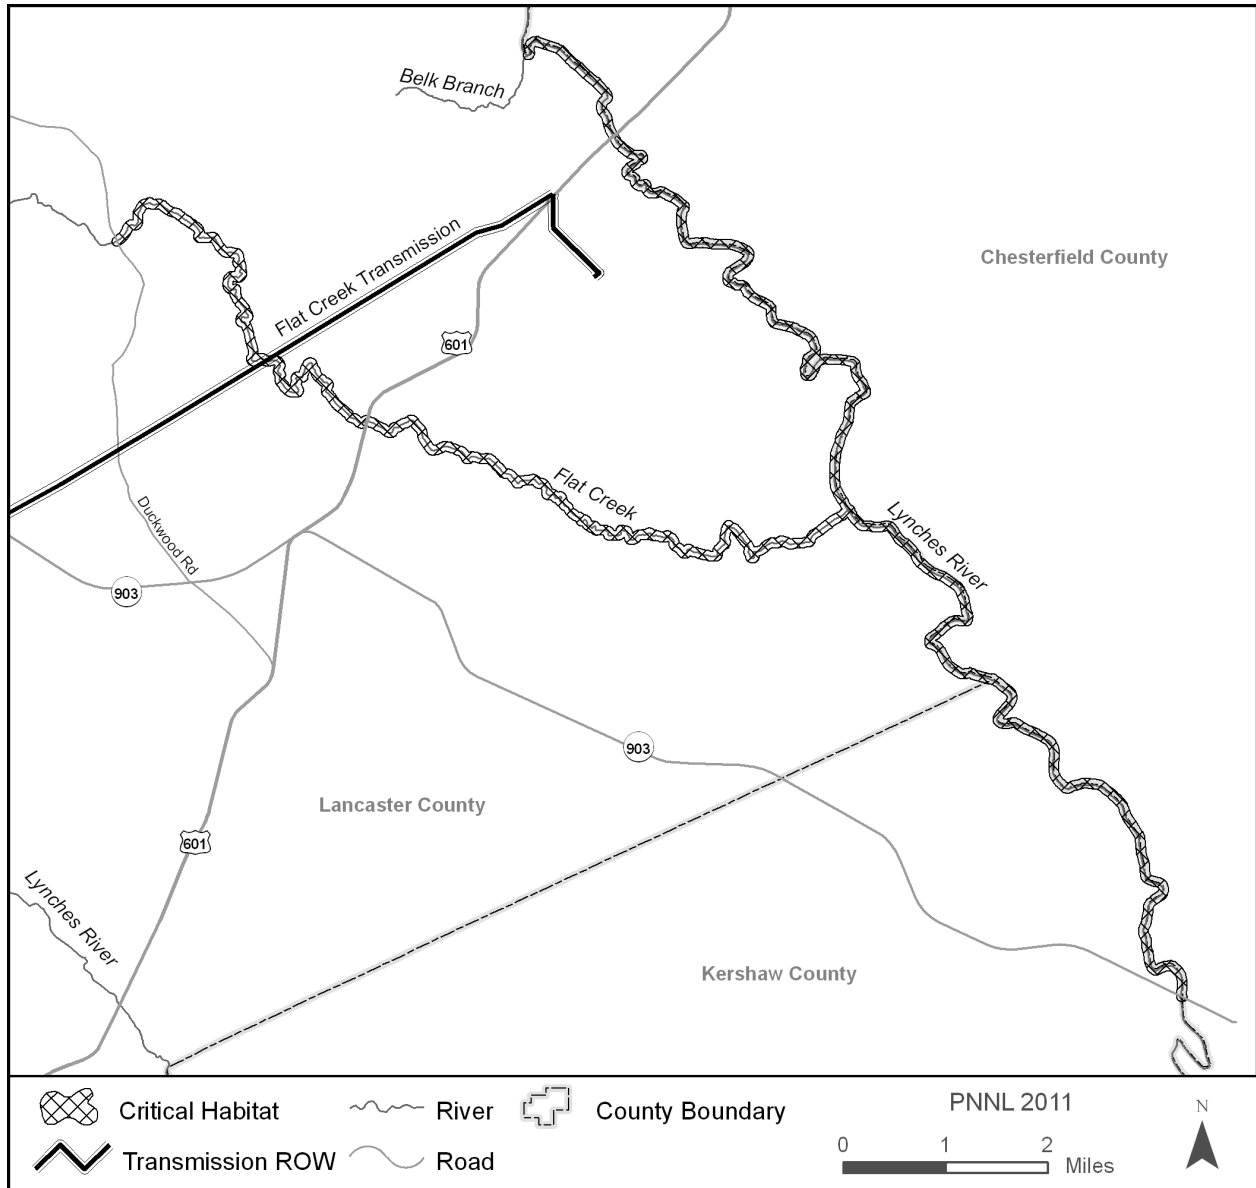 Belk Branch
Chesterfield County
Flat Creek Transmission
601
Flat Creek
Lynches River
Duckwood Rd
903
903
Lancaster County
601
Lynches River
Kershaw County
Critical Habitat
River
County Boundary
PNNL 2011
N
Transmission ROW
Road
0 1 2
Miles